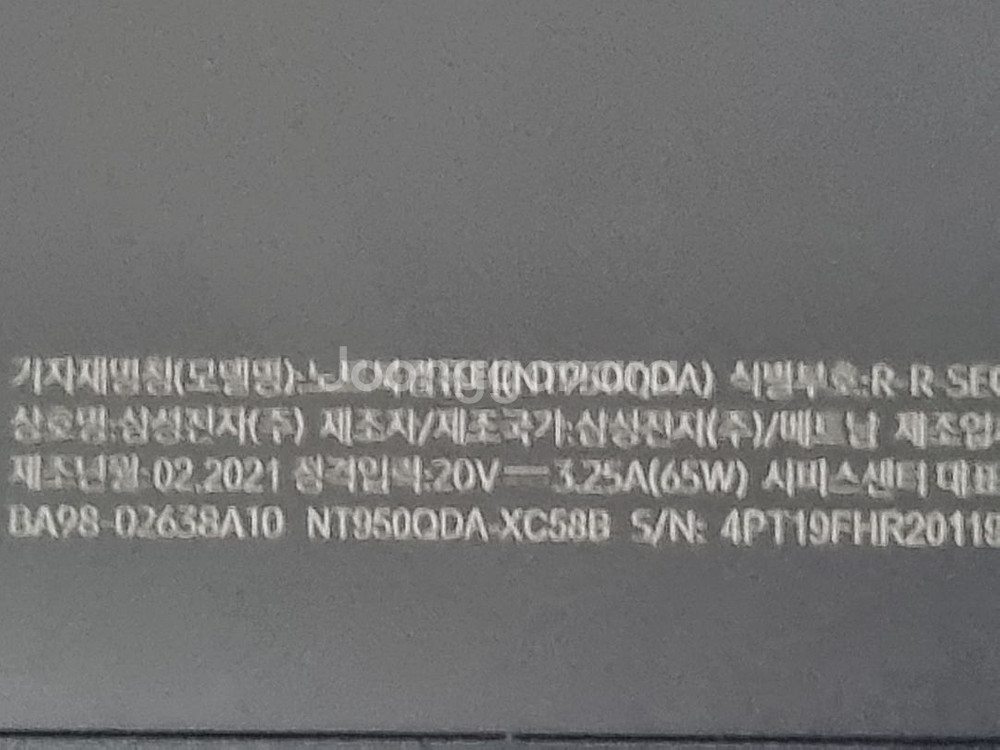 기자재명칭(모델명):노트북컴퓨터(NT950QDA) 식별부호:R-R-SEC
상호명:삼성전자(주) 제조자/제조국가:삼성전자(주)/베트남 제조업
제조년월:02.2021 정격입력:20V 3.25A(65W) 서비스센터 대표
BA98-02638A10 NT950QDA-XC58B S/N: 4PT19FHR20119